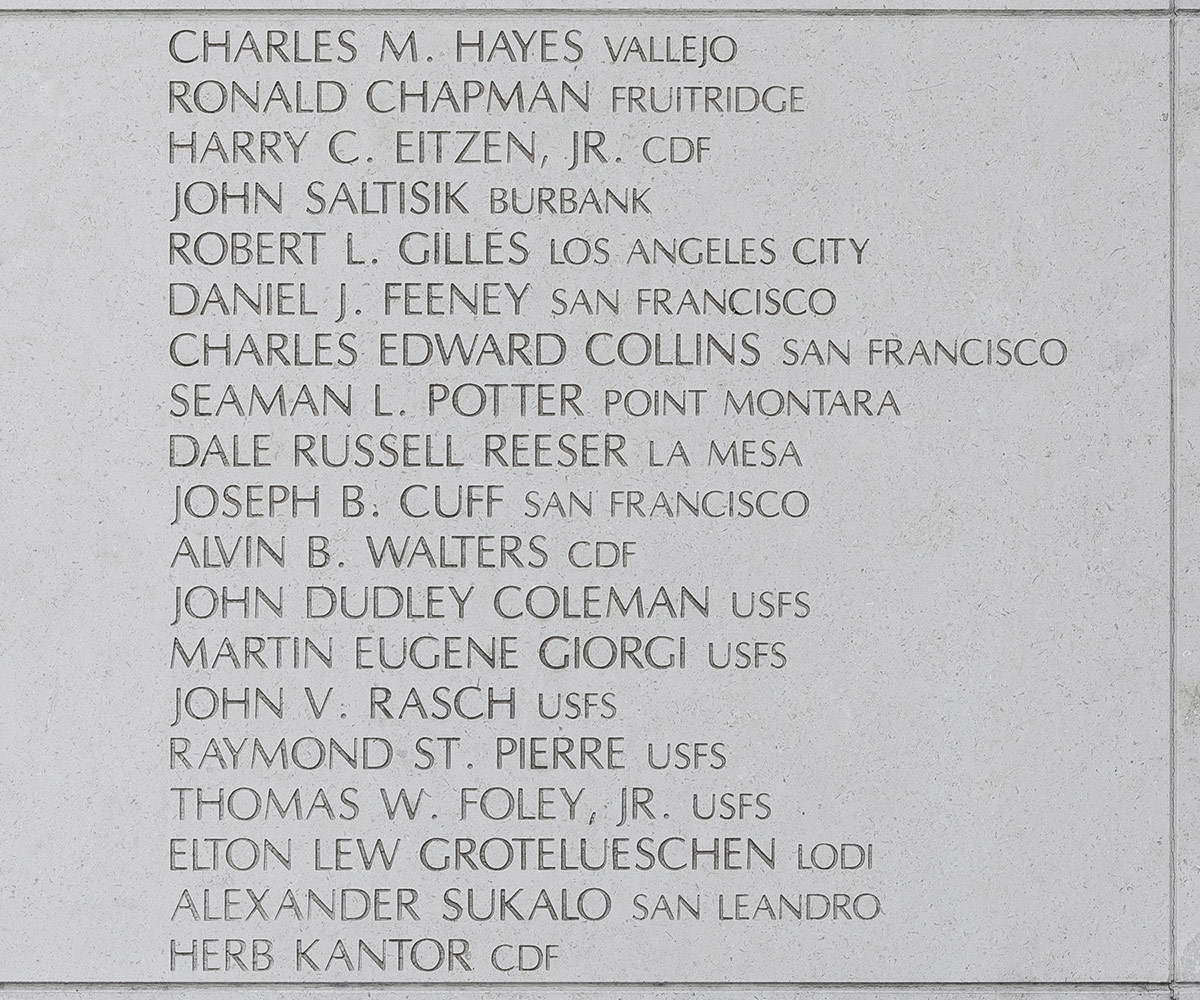 CHARLES M. HAYES VALLEJO
RONALD CHAPMAN FRUITRIDGE
HARRY C. EITZEN, JR. CDF
JOHN SALTISIK BURBANK
ROBERT L. GILLES LOS ANGELES CITY
DANIEL J. FEENEY SAN FRANCISCO
CHARLES EDWARD COLLINS SAN FRANCISCO
SEAMAN L. POTTER POINT MONTARA
DALE RUSSELL REESER LA MESA
JOSEPH B. CUFF SAN FRANCISCO
ALVIN B. WALTERS CDF
JOHN DUDLEY COLEMAN USFS
MARTIN EUGENE GIORGI USFS
JOHN V. RASCH USFS
RAYMOND ST. PIERRE USFS
THOMAS W. FOLEY, JR. USFS
ELTON LEW GROTELUESCHEN LODI
ALEXANDER SUKALO SAN LEANDRO
HERB KANTOR CDF